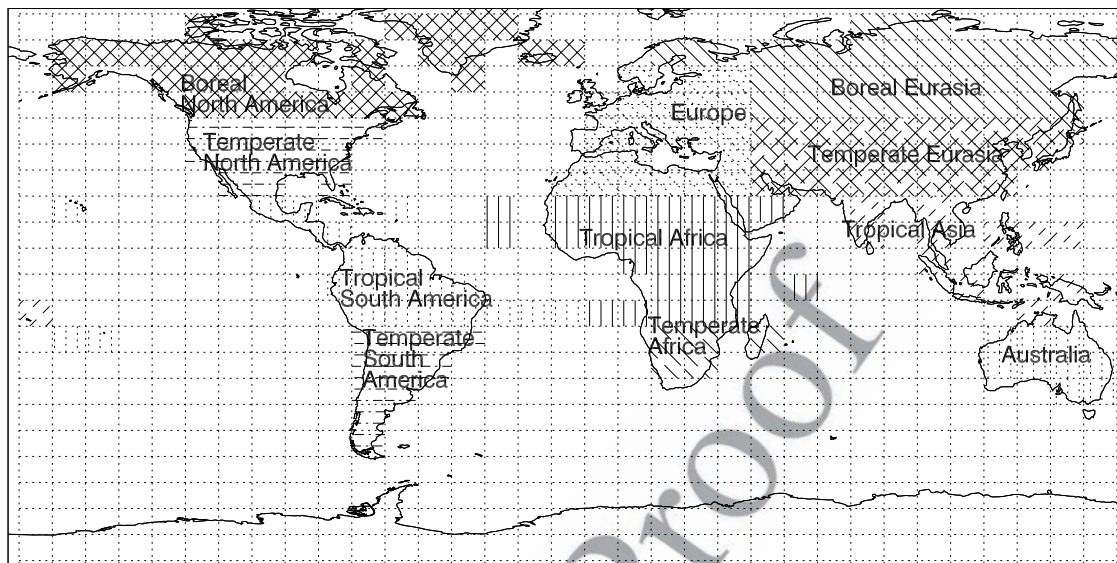 Boreal
North America
Boreal Eurasia
Europe
Temperate
North America
Temperate Eurasia
Tropical Africa
Tropical Asia
Tropical
South America
Temperate
Africa
Temperate
South
America
Australia
Proof